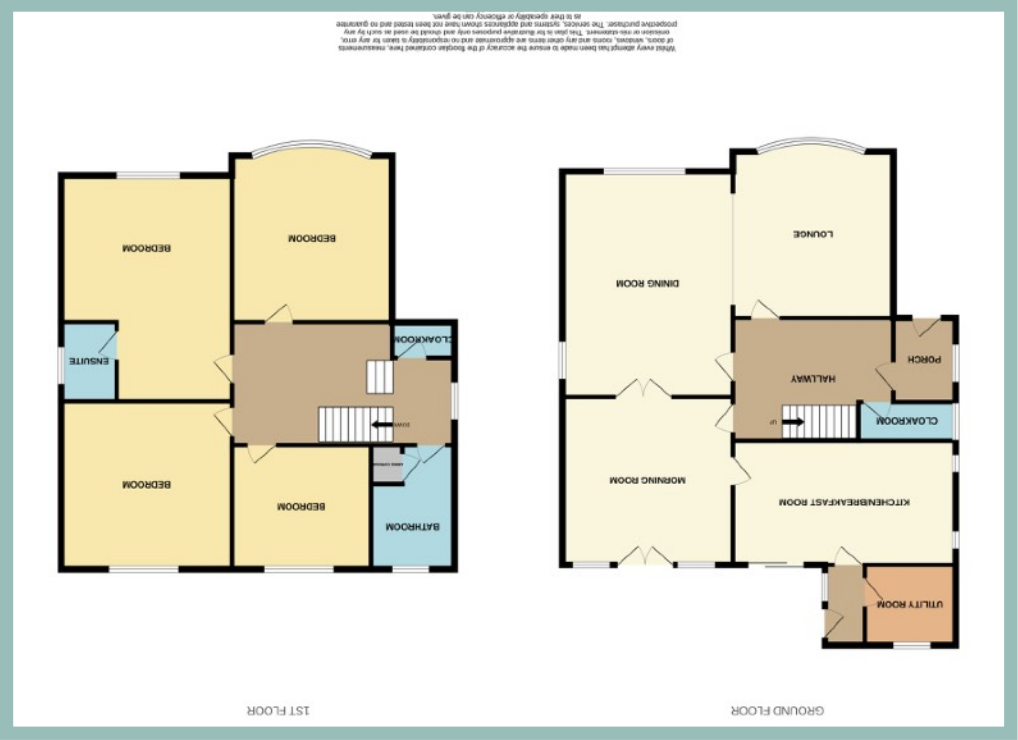 GROUND FLOOR
1ST FLOOR
UTILITY ROOM
KITCHEN/BREAKFAST ROOM
MORNING ROOM
CLOAKROOM
UP
HALLWAY
PORCH
DINING ROOM
LOUNGE
BATHROOM
BEDROOM
BEDROOM
DOWN
ENSUITE
CLOAKROOM
BEDROOM
BEDROOM
Whilst every attempt has been made to ensure the accuracy of the floorplan contained here, measurements
of doors, windows, rooms and any other items are approximate and no responsibility is taken for any error,
omission or mis-statement. This plan is for illustrative purposes only and should be used as such by any
prospective purchaser. The services, systems and appliances shown have not been tested and no guarantee
as to their operability or efficiency can be given.